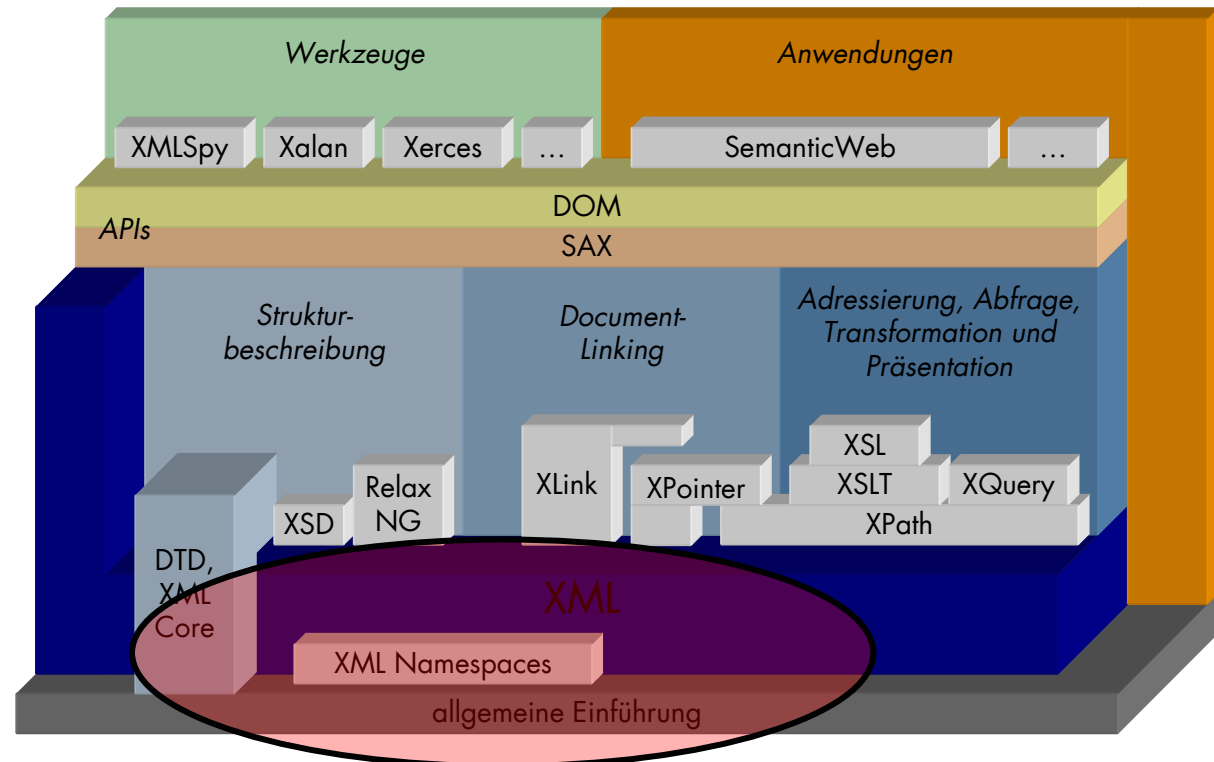 Werkzeuge
Anwendungen
XMLSpy
Xalan
Xerces
...
SemanticWeb
...
APIs
DOM
SAX
Struktur-
beschreibung
Document-
Linking
Adressierung, Abfrage,
Transformation und
Präsentation
XSL
XLink
XPointer
XSLT
XQuery
Relax
NG
XSD
XPath
DTD,
XML
Core
XML
XML Namespaces
allgemeine Einführung